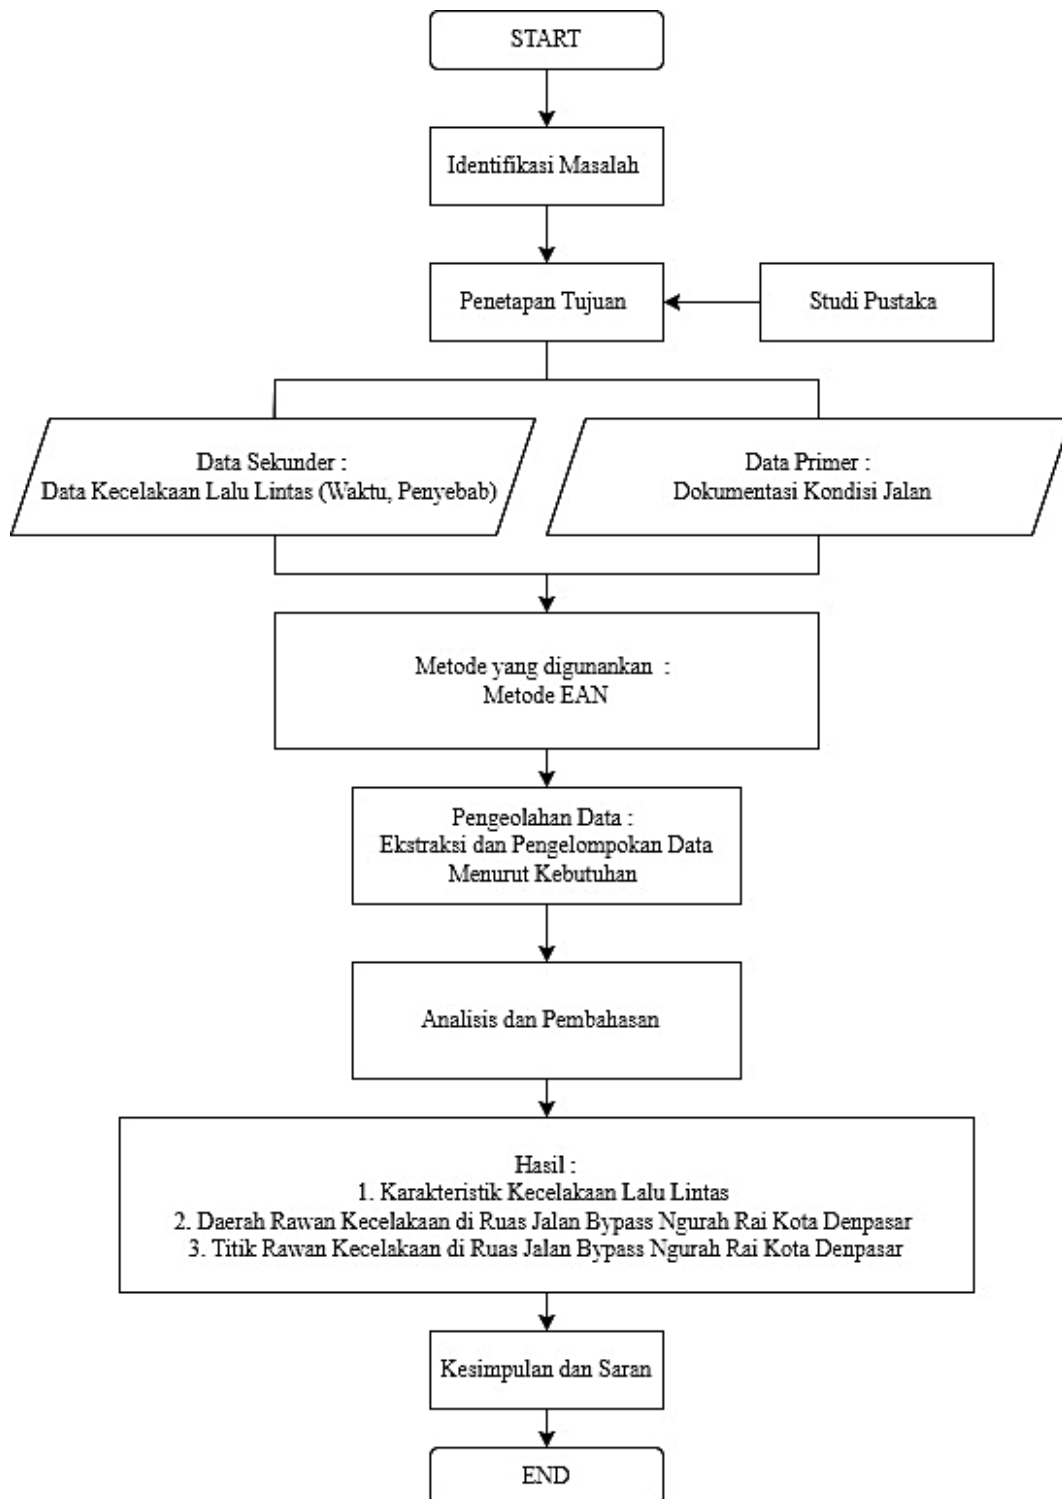 START
Identifikasi Masalah
Penetapan Tujuan
Studi Pustaka
Data Sekunder :
Data Kecelakaan Lalu Lintas (Waktu, Penyebab)
Data Primer :
Dokumentasi Kondisi Jalan
Metode yang digunankan :
Metode EAN
Pengeolahan Data :
Ekstraksi dan Pengelompokan Data
Menurut Kebutuhan
Analisis dan Pembahasan
Hasil :
1. Karakteristik Kecelakaan Lalu Lintas
2. Daerah Rawan Kecelakaan di Ruas Jalan Bypass Ngurah Rai Kota Denpasar
3. Titik Rawan Kecelakaan di Ruas Jalan Bypass Ngurah Rai Kota Denpasar
Kesimpulan dan Saran
END